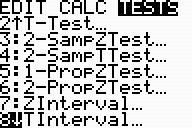 EDIT CALC TESTS
2↑T-Test…
3:2-SampZTest…
4:2-SampTTest…
5:1-PropZTest…
6:2-PropZTest…
7:ZInterval…
8↓TInterval…